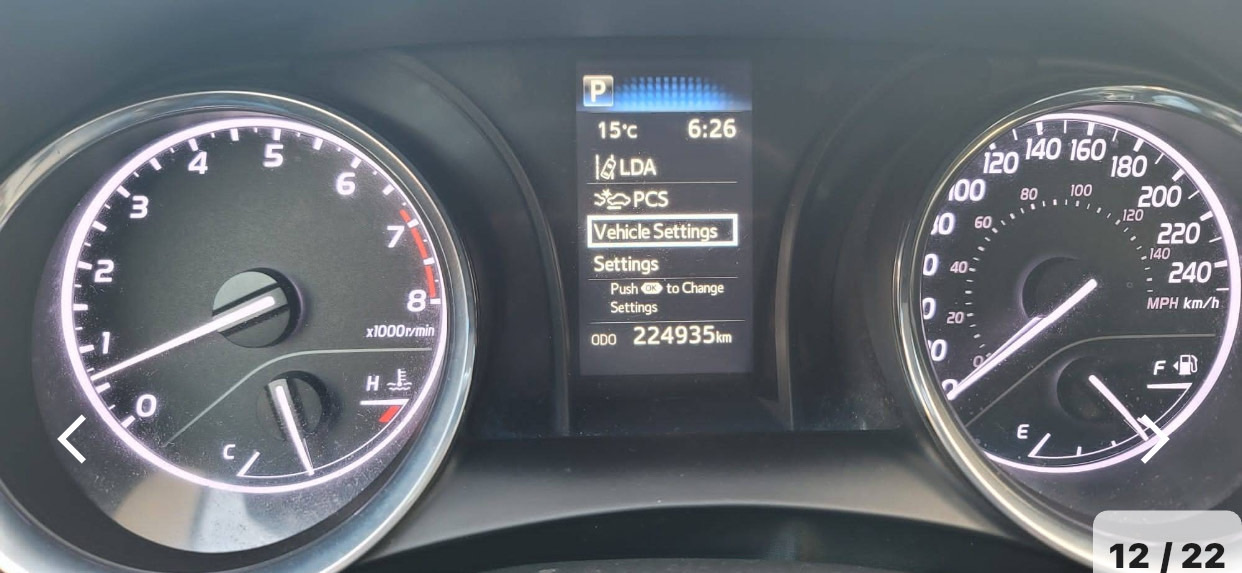 4 5 6
3 7
2 8
1 x1000r/min
0 H
C
P
15°C 6:26
LDA
PCS
Vehicle Settings
Settings
Push OK to Change
Settings
ODO 224935km
120 140 160 180
100 200
80 100
60 120
220
40 140
240
20 MPH km/h
0
F
E
12 / 22